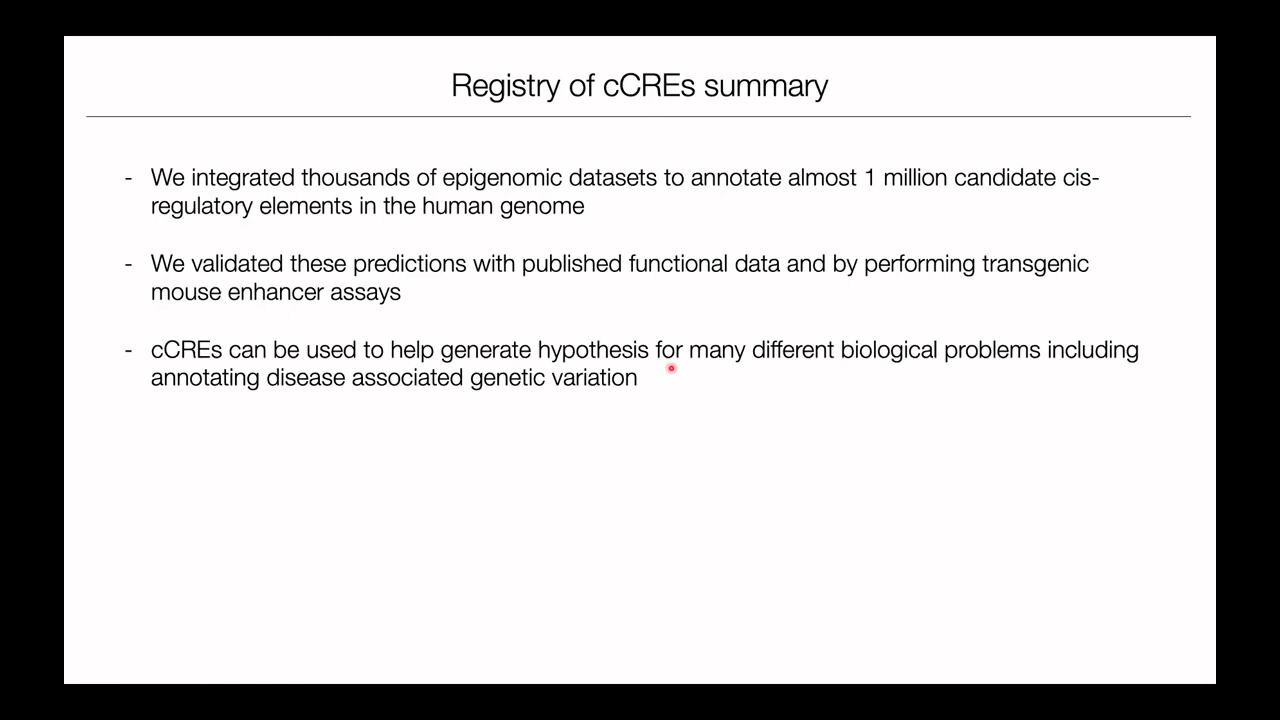 Registry of cCREs summary
- We integrated thousands of epigenomic datasets to annotate almost 1 million candidate cis-
regulatory elements in the human genome
- We validated these predictions with published functional data and by performing transgenic
mouse enhancer assays
- cCREs can be used to help generate hypothesis for many different biological problems including
annotating disease associated genetic variation